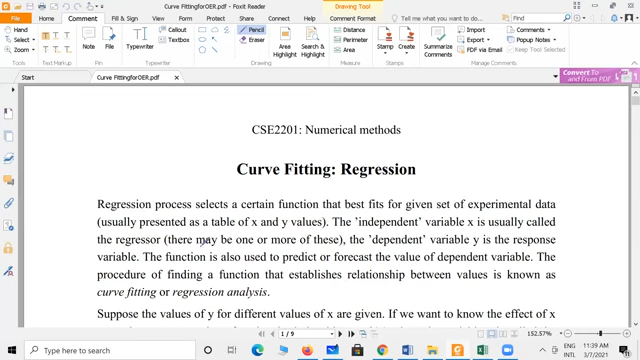 Curve FittingforOER.pdf * - Foxit Reader
Drawing Tool
File Home Comment Fill & Sign Protect Share Help Comment Format Tell me what you want to do...
Hand
Select
Zoom
Tools
Text Markup
Note
File
Pin
Typewriter
Callout
Textbox
Typewriter
Pencil
Eraser
Area Highlight
Search & Highlight
Drawing
Distance
Perimeter
Area
Measure
Stamp
Create
Stamps
Summarize Comments
Import
Export
FDF via Email
Comments
Popup Notes
Keep Tool Selected
Manage Comments
Start
Curve FittingforOER.pdf
Convert To and From PDF
CSE2201: Numerical methods
Curve Fitting: Regression
Regression process selects a certain function that best fits for given set of experimental data
(usually presented as a table of x and y values). The 'independent' variable x is usually called
the regressor (there may be one or more of these), the 'dependent' variable y is the response
variable. The function is also used to predict or forecast the value of dependent variable. The
procedure of finding a function that establishes relationship between values is known as
curve fitting or regression analysis.
Suppose the values of y for different values of x are given. If we want to know the effect of x
1 / 9
152.57%
Type here to search
INTL
11:39 AM
3/7/2021